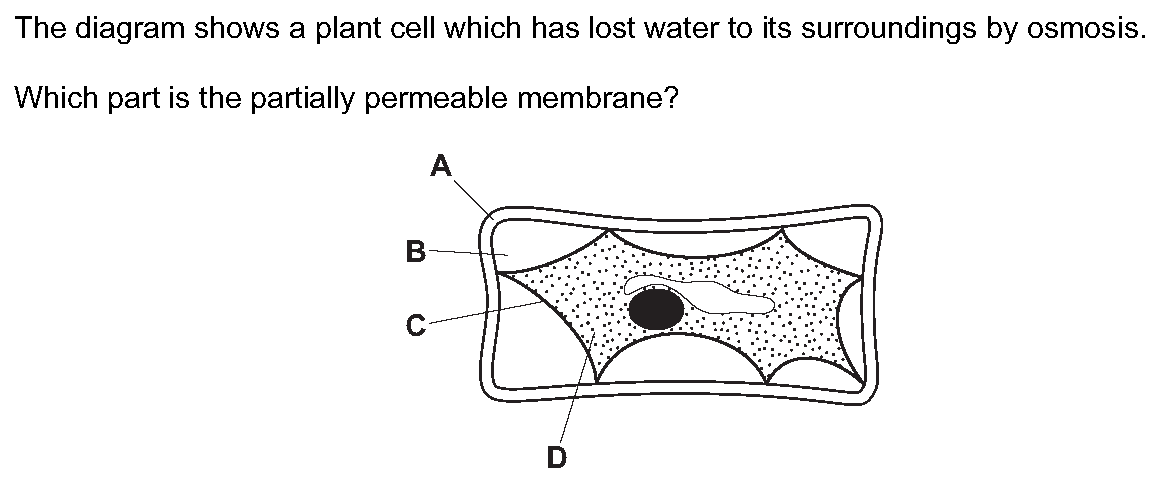 The diagram shows a plant cell which has lost water to its surroundings by osmosis.
Which part is the partially permeable membrane?
A
B
C
D